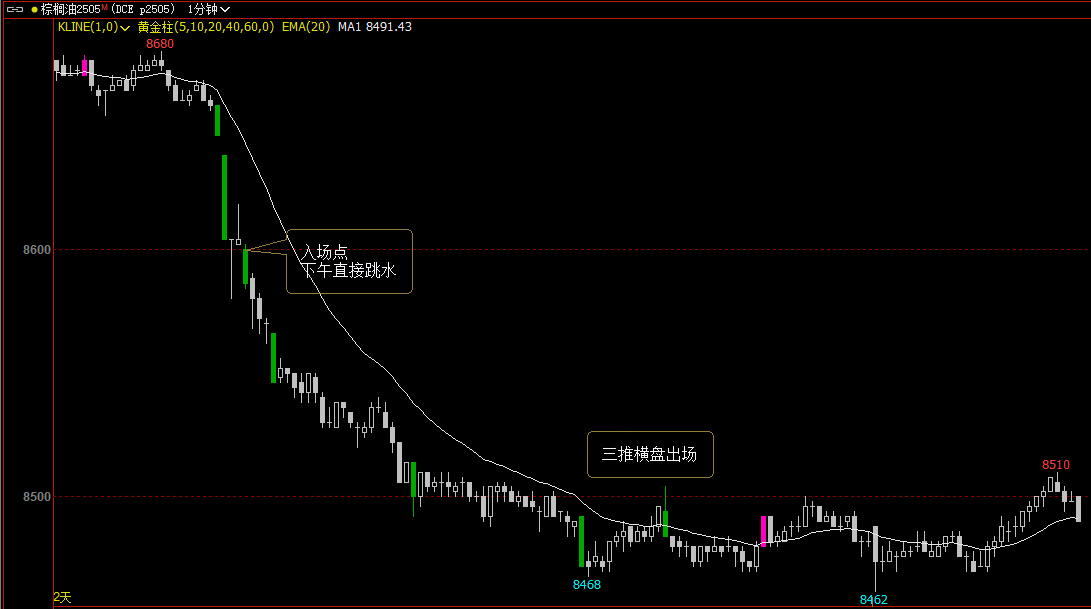 棕榈油2505M (DCE p2505) 1分钟
KLINE(1,0) 黄金柱(5,10,20,40,60,0) EMA(20) MA1 8491.43
8680
8600
入场点
下午直接跳水
三推横盘出场
8510
8500
8468
8462
2天